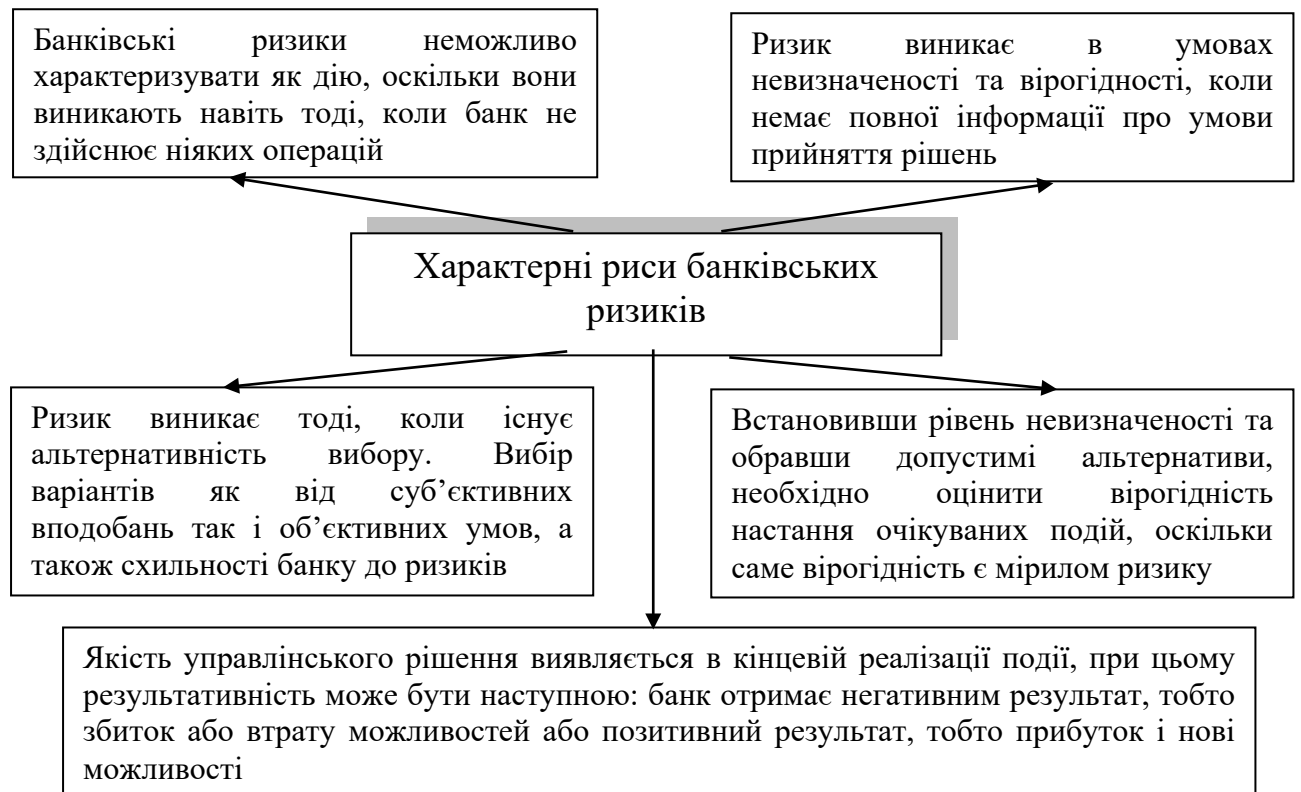 Банківські ризики неможливо
характеризувати як дію, оскільки вони
виникають навіть тоді, коли банк не
здійснює ніяких операцій
Ризик виникає в умовах
невизначеності та вірогідності, коли
немає повної інформації про умови
прийняття рішень
Характерні риси банківських
ризиків
Ризик виникає тоді, коли існує
альтернативність вибору. Вибір
варіантів як від суб’єктивних
вподобань так і об’єктивних умов, а
також схильності банку до ризиків
Встановивши рівень невизначеності та
обравши допустимі альтернативи,
необхідно оцінити вірогідність
настання очікуваних подій, оскільки
саме вірогідність є мірилом ризику
Якість управлінського рішення виявляється в кінцевій реалізації події, при цьому
результативність може бути наступною: банк отримає негативним результат, тобто
збиток або втрату можливостей або позитивний результат, тобто прибуток і нові
можливості